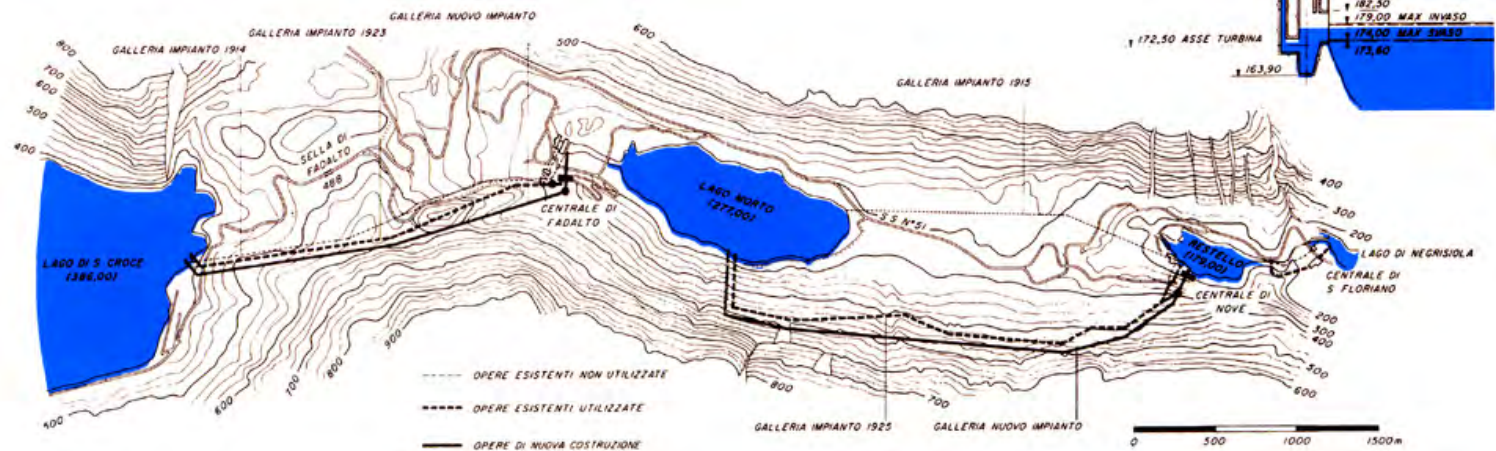 GALLERIA NUOVO IMPIANTO
GALLERIA IMPIANTO 1923
GALLERIA IMPIANTO 1914
800
700
600
500
400
500
600
182,50
179,00 MAX INVASO
174,00 MAX SVASO
173,60
172,50 ASSE TURBINA
163,90
GALLERIA IMPIANTO 1915
SELLA DI
FADALTO
488
LAGO DI S CROCE
(386,00)
CENTRALE DI
FADALTO
LAGO MORTO
(277,00)
S S N°51
400
300
200
RESTELLO
(179,00)
LAGO DI NEGRISIOLA
CENTRALE DI
S FLORIANO
CENTRALE DI
NOVE
200
300
400
500
600
500
600
700
800
900
800
700
OPERE ESISTENTI NON UTILIZZATE
OPERE ESISTENTI UTILIZZATE
OPERE DI NUOVA COSTRUZIONE
GALLERIA IMPIANTO 1925
GALLERIA NUOVO IMPIANTO
0 500 1000 1500m